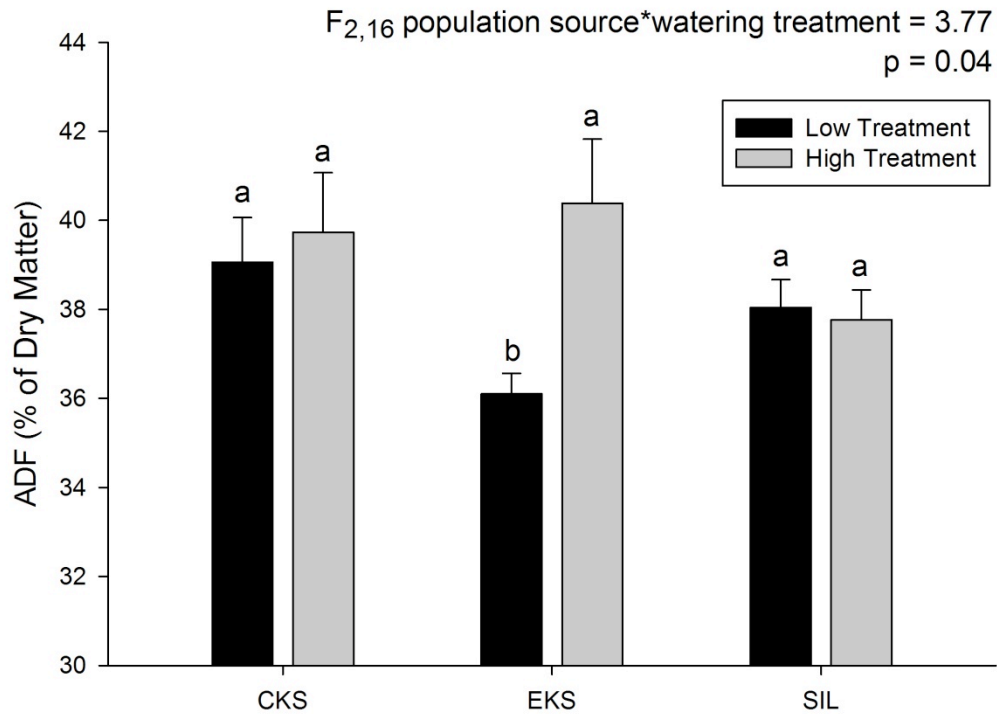 F2,16 population source*watering treatment = 3.77
p = 0.04
Low Treatment
High Treatment
ADF (% of Dry Matter)
44
42
40
38
36
34
32
30
a
a
b
a
a
a
CKS
EKS
SIL